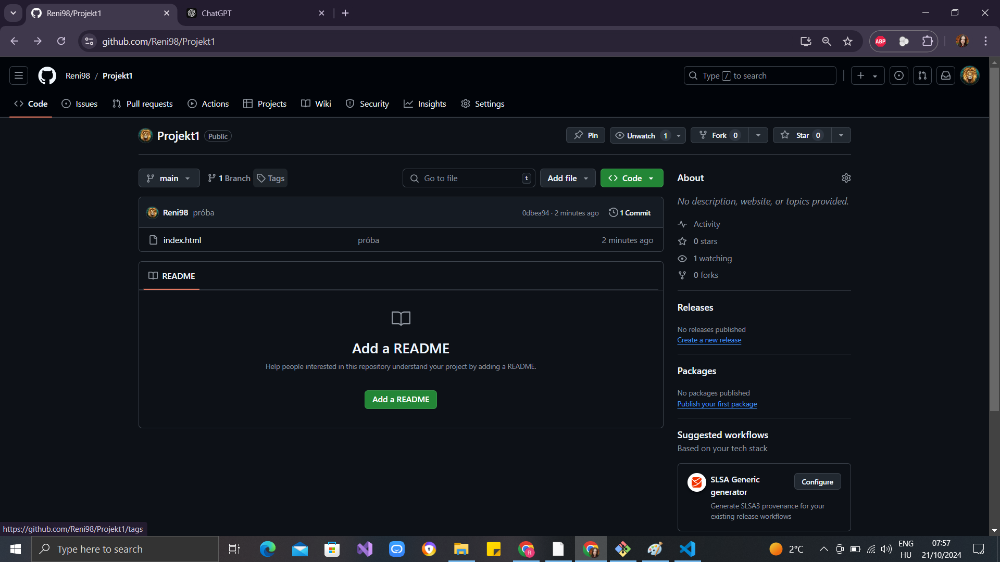 Reni98/Projekt1
ChatGPT
github.com/Reni98/Projekt1
ABP
Reni98 / Projekt1
Type / to search
Code
Issues
Pull requests
Actions
Projects
Wiki
Security
Insights
Settings
Projekt1 Public
Pin
Unwatch 1
Fork 0
Star 0
main
1 Branch
Tags
Go to file t
Add file
Code
Reni98 próba
0dbea94 · 2 minutes ago
1 Commit
index.html
próba
2 minutes ago
README
Add a README
Help people interested in this repository understand your project by adding a README.
Add a README
About
No description, website, or topics provided.
Activity
0 stars
1 watching
0 forks
Releases
No releases published
Create a new release
Packages
No packages published
Publish your first package
Suggested workflows
Based on your tech stack
SLSA Generic
generator
Configure
Generate SLSA3 provenance for your
existing release workflows
https://github.com/Reni98/Projekt1/tags
Type here to search
R
2°C
ENG
HU
07:57
21/10/2024